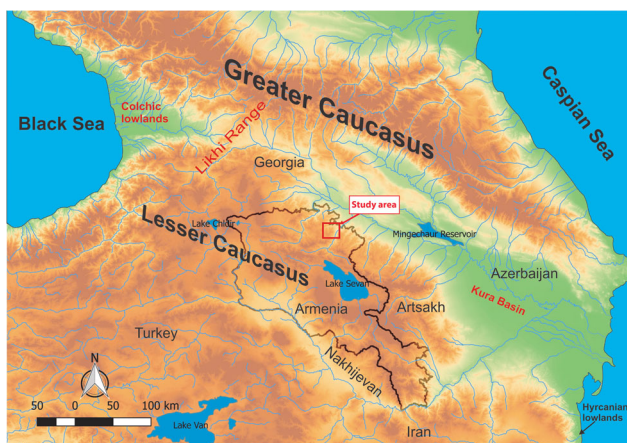 Greater Caucasus
Caspian Sea
Black Sea
Colchic
lowlands
Likhi Range
Georgia
Study area
Lesser Caucasus
Lake Childir
Mingechaur Reservoir
Azerbaijan
Lake Sevan
Kura Basin
Armenia
Artsakh
Turkey
Nakhijevan
N
50 0 50 100 km
Lake Van
Iran
Hyrcanian
lowlands